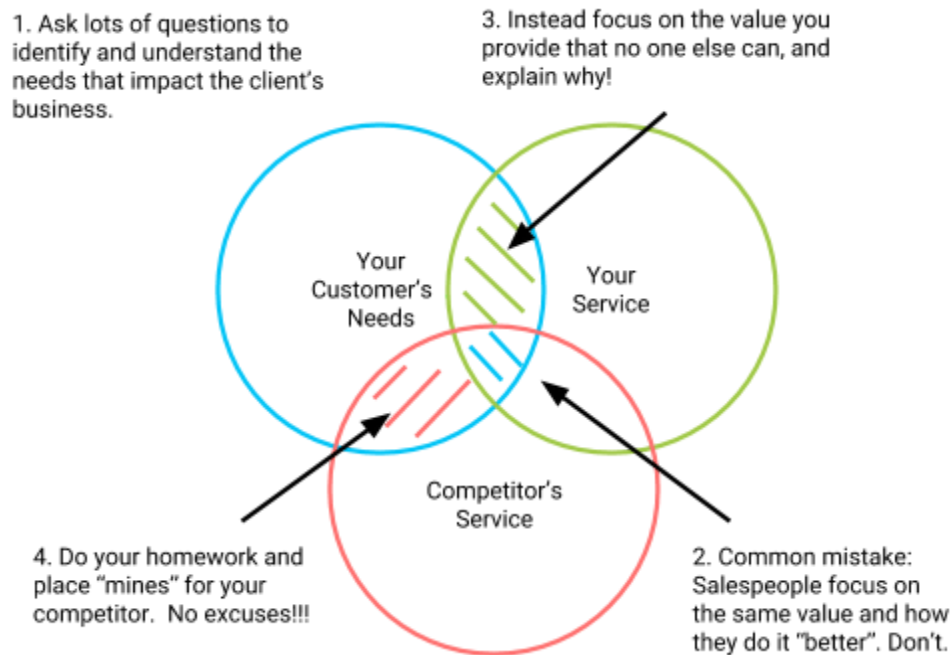 1. Ask lots of questions to
identify and understand the
needs that impact the client's
business.
3. Instead focus on the value you
provide that no one else can, and
explain why!
Your
Customer's
Needs
Your
Service
Competitor's
Service
4. Do your homework and
place “mines” for your
competitor.  No excuses!!!
2. Common mistake:
Salespeople focus on
the same value and how
they do it “better”. Don't.